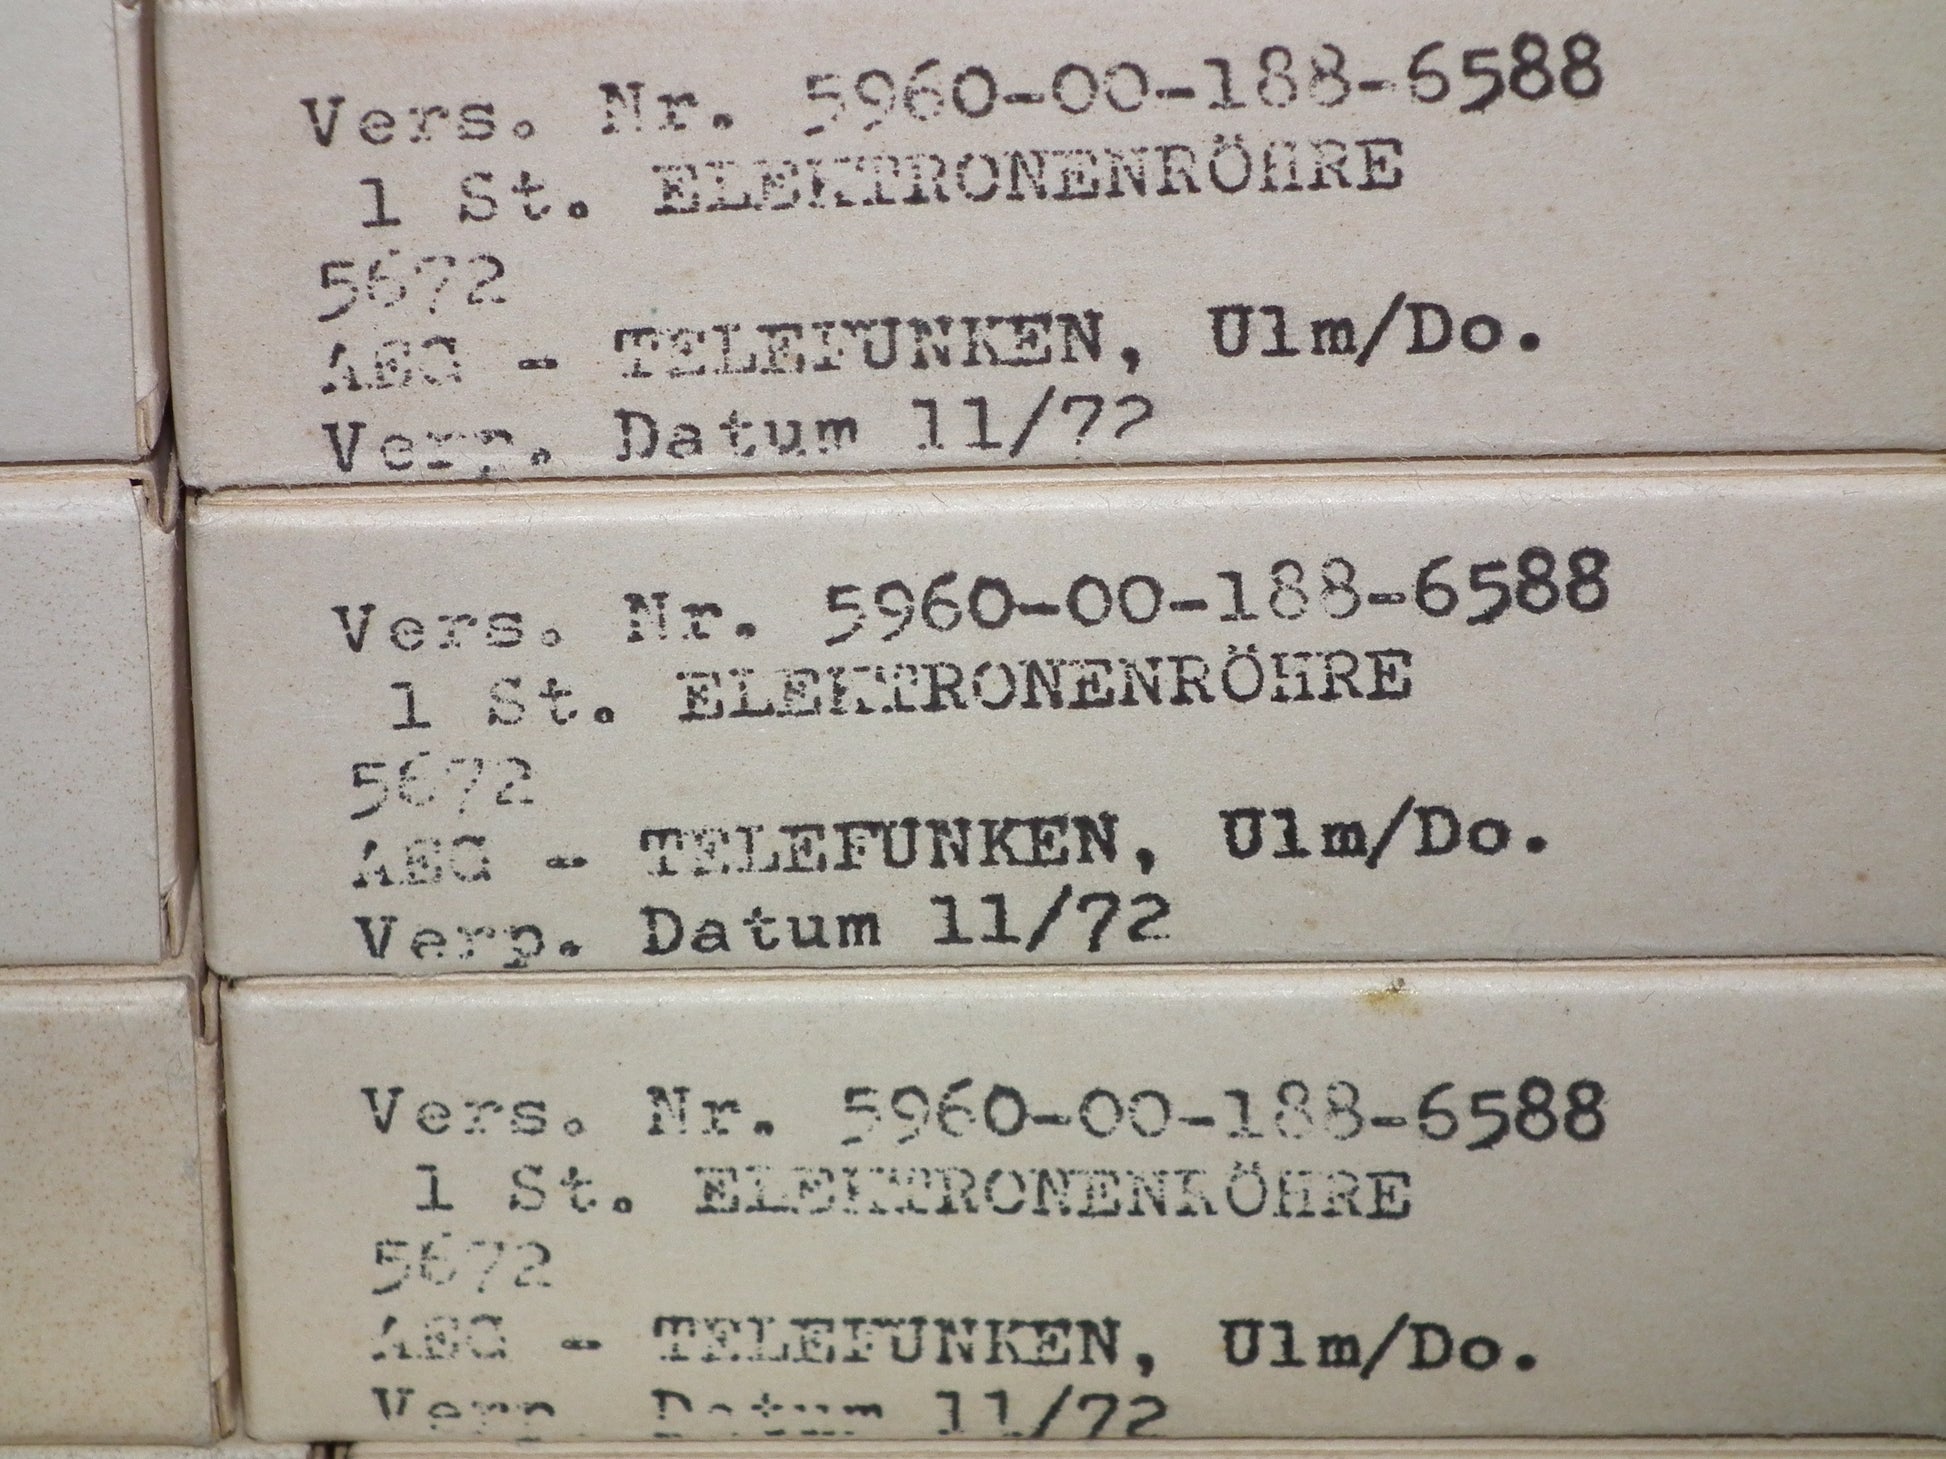 Vers. Nr. 5960-00-188-6588
1 St. ELEKTRONENRÖHRE
5672
AEG - TELEFUNKEN, Ulm/Do.
Verp. Datum 11/72
Vers. Nr. 5960-00-188-6588
1 St. ELEKTRONENRÖHRE
5672
AEG - TELEFUNKEN, Ulm/Do.
Verp. Datum 11/72
Vers. Nr. 5960-00-188-6588
1 St. ELEKTRONENRÖHRE
5672
AEG - TELEFUNKEN, Ulm/Do.
Verp. Datum 11/72